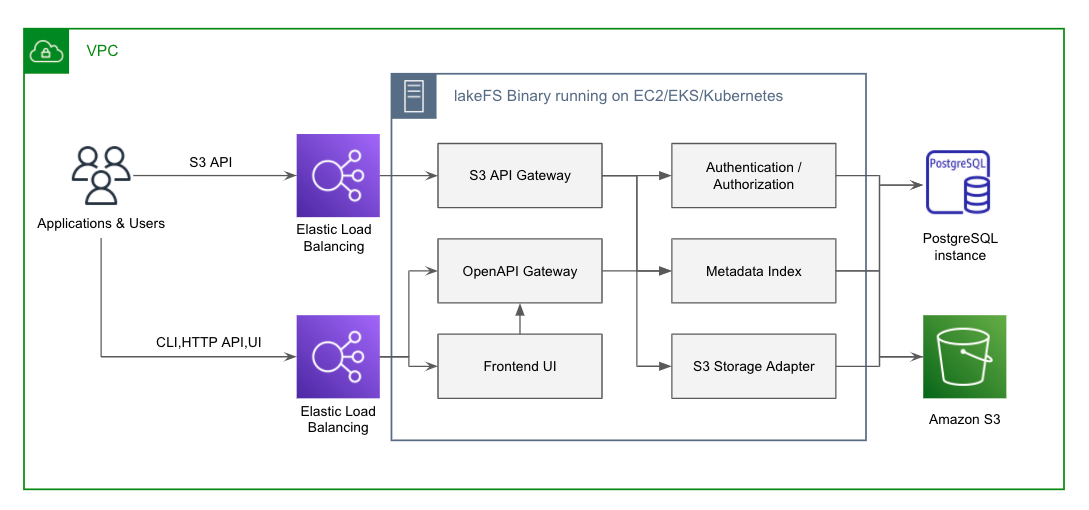 VPC
lakeFS Binary running on EC2/EKS/Kubernetes
S3 API
S3 API Gateway
Authentication /
Authorization
PostgreSQL
Applications & Users
Elastic Load
Balancing
PostgreSQL
instance
OpenAPI Gateway
Metadata Index
CLI,HTTP API,UI
Frontend UI
S3 Storage Adapter
Elastic Load
Balancing
Amazon S3